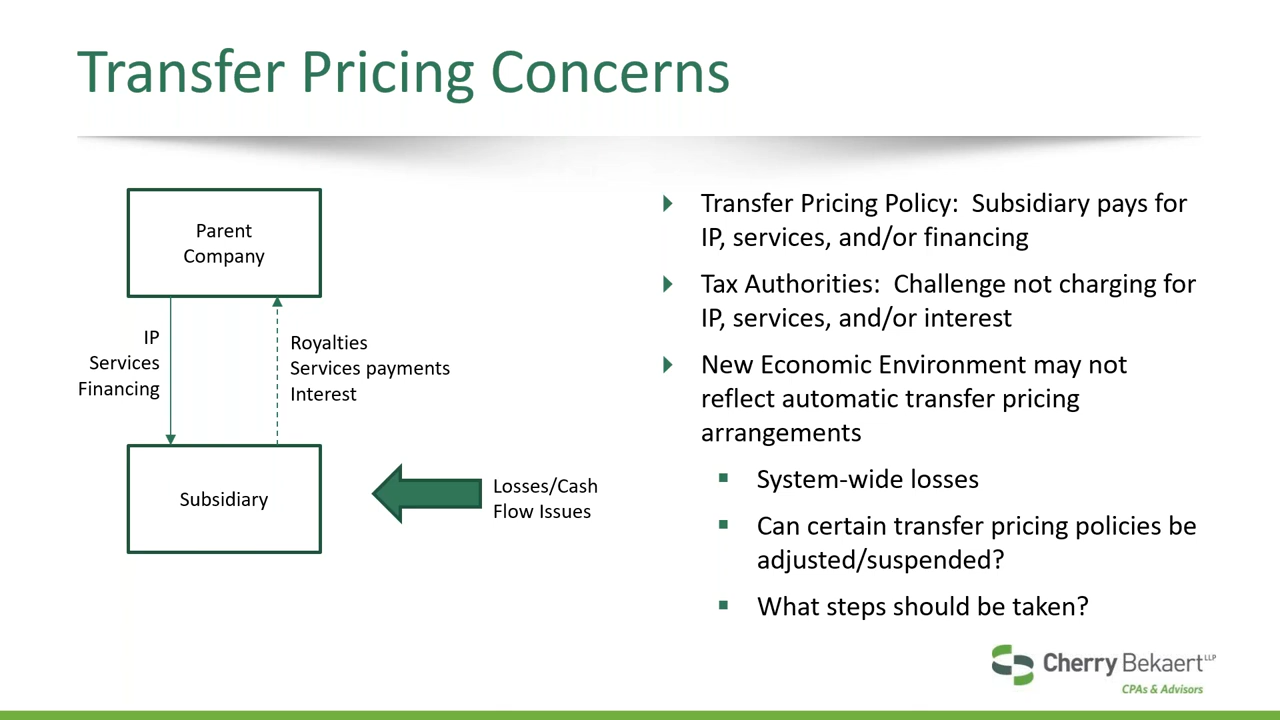 Transfer Pricing Concerns
Parent
Company
IP
Services
Financing
Royalties
Services payments
Interest
Subsidiary
Losses/Cash
Flow Issues
Transfer Pricing Policy:  Subsidiary pays for
IP, services, and/or financing
Tax Authorities:  Challenge not charging for
IP, services, and/or interest
New Economic Environment may not
reflect automatic transfer pricing
arrangements
System-wide losses
Can certain transfer pricing policies be
adjusted/suspended?
What steps should be taken?
Cherry Bekaert LLP
CPAs & Advisors